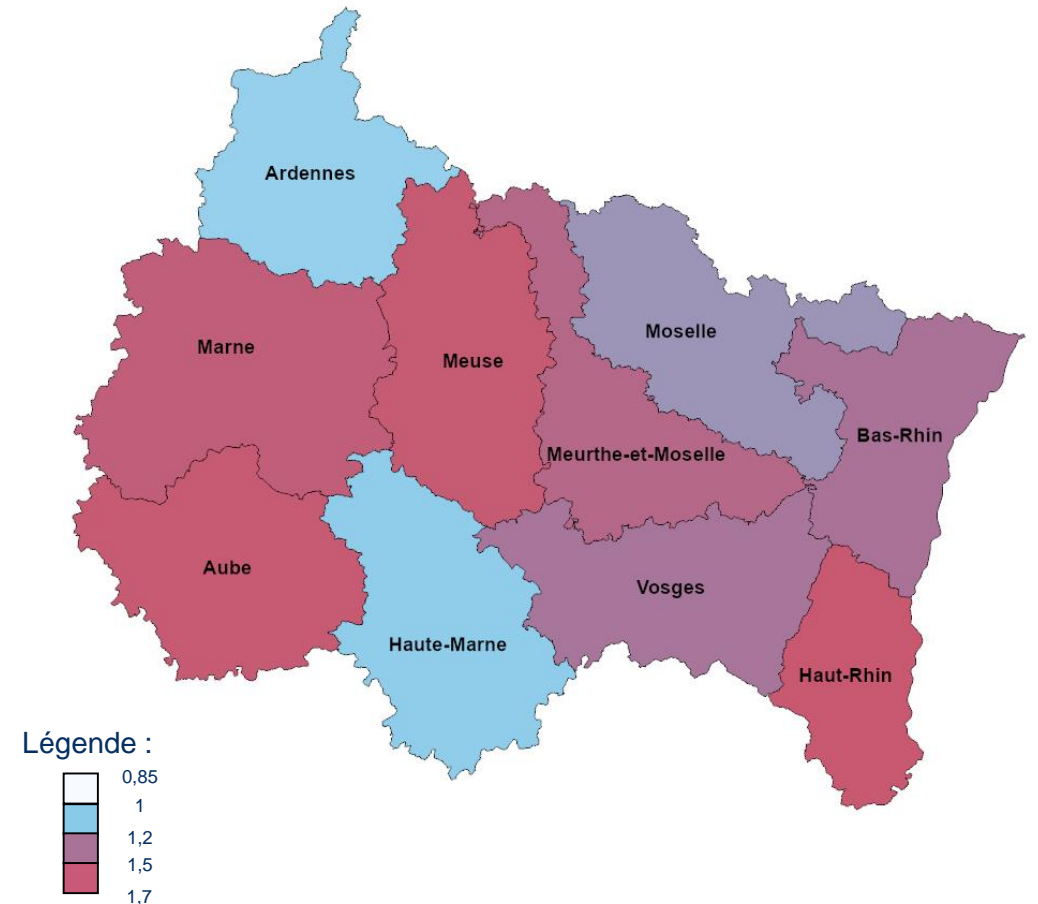 Ardennes
Marne
Meuse
Moselle
Bas-Rhin
Meurthe-et-Moselle
Aube
Vosges
Haute-Marne
Haut-Rhin
Légende :
0,85
1
1,2
1,5
1,7